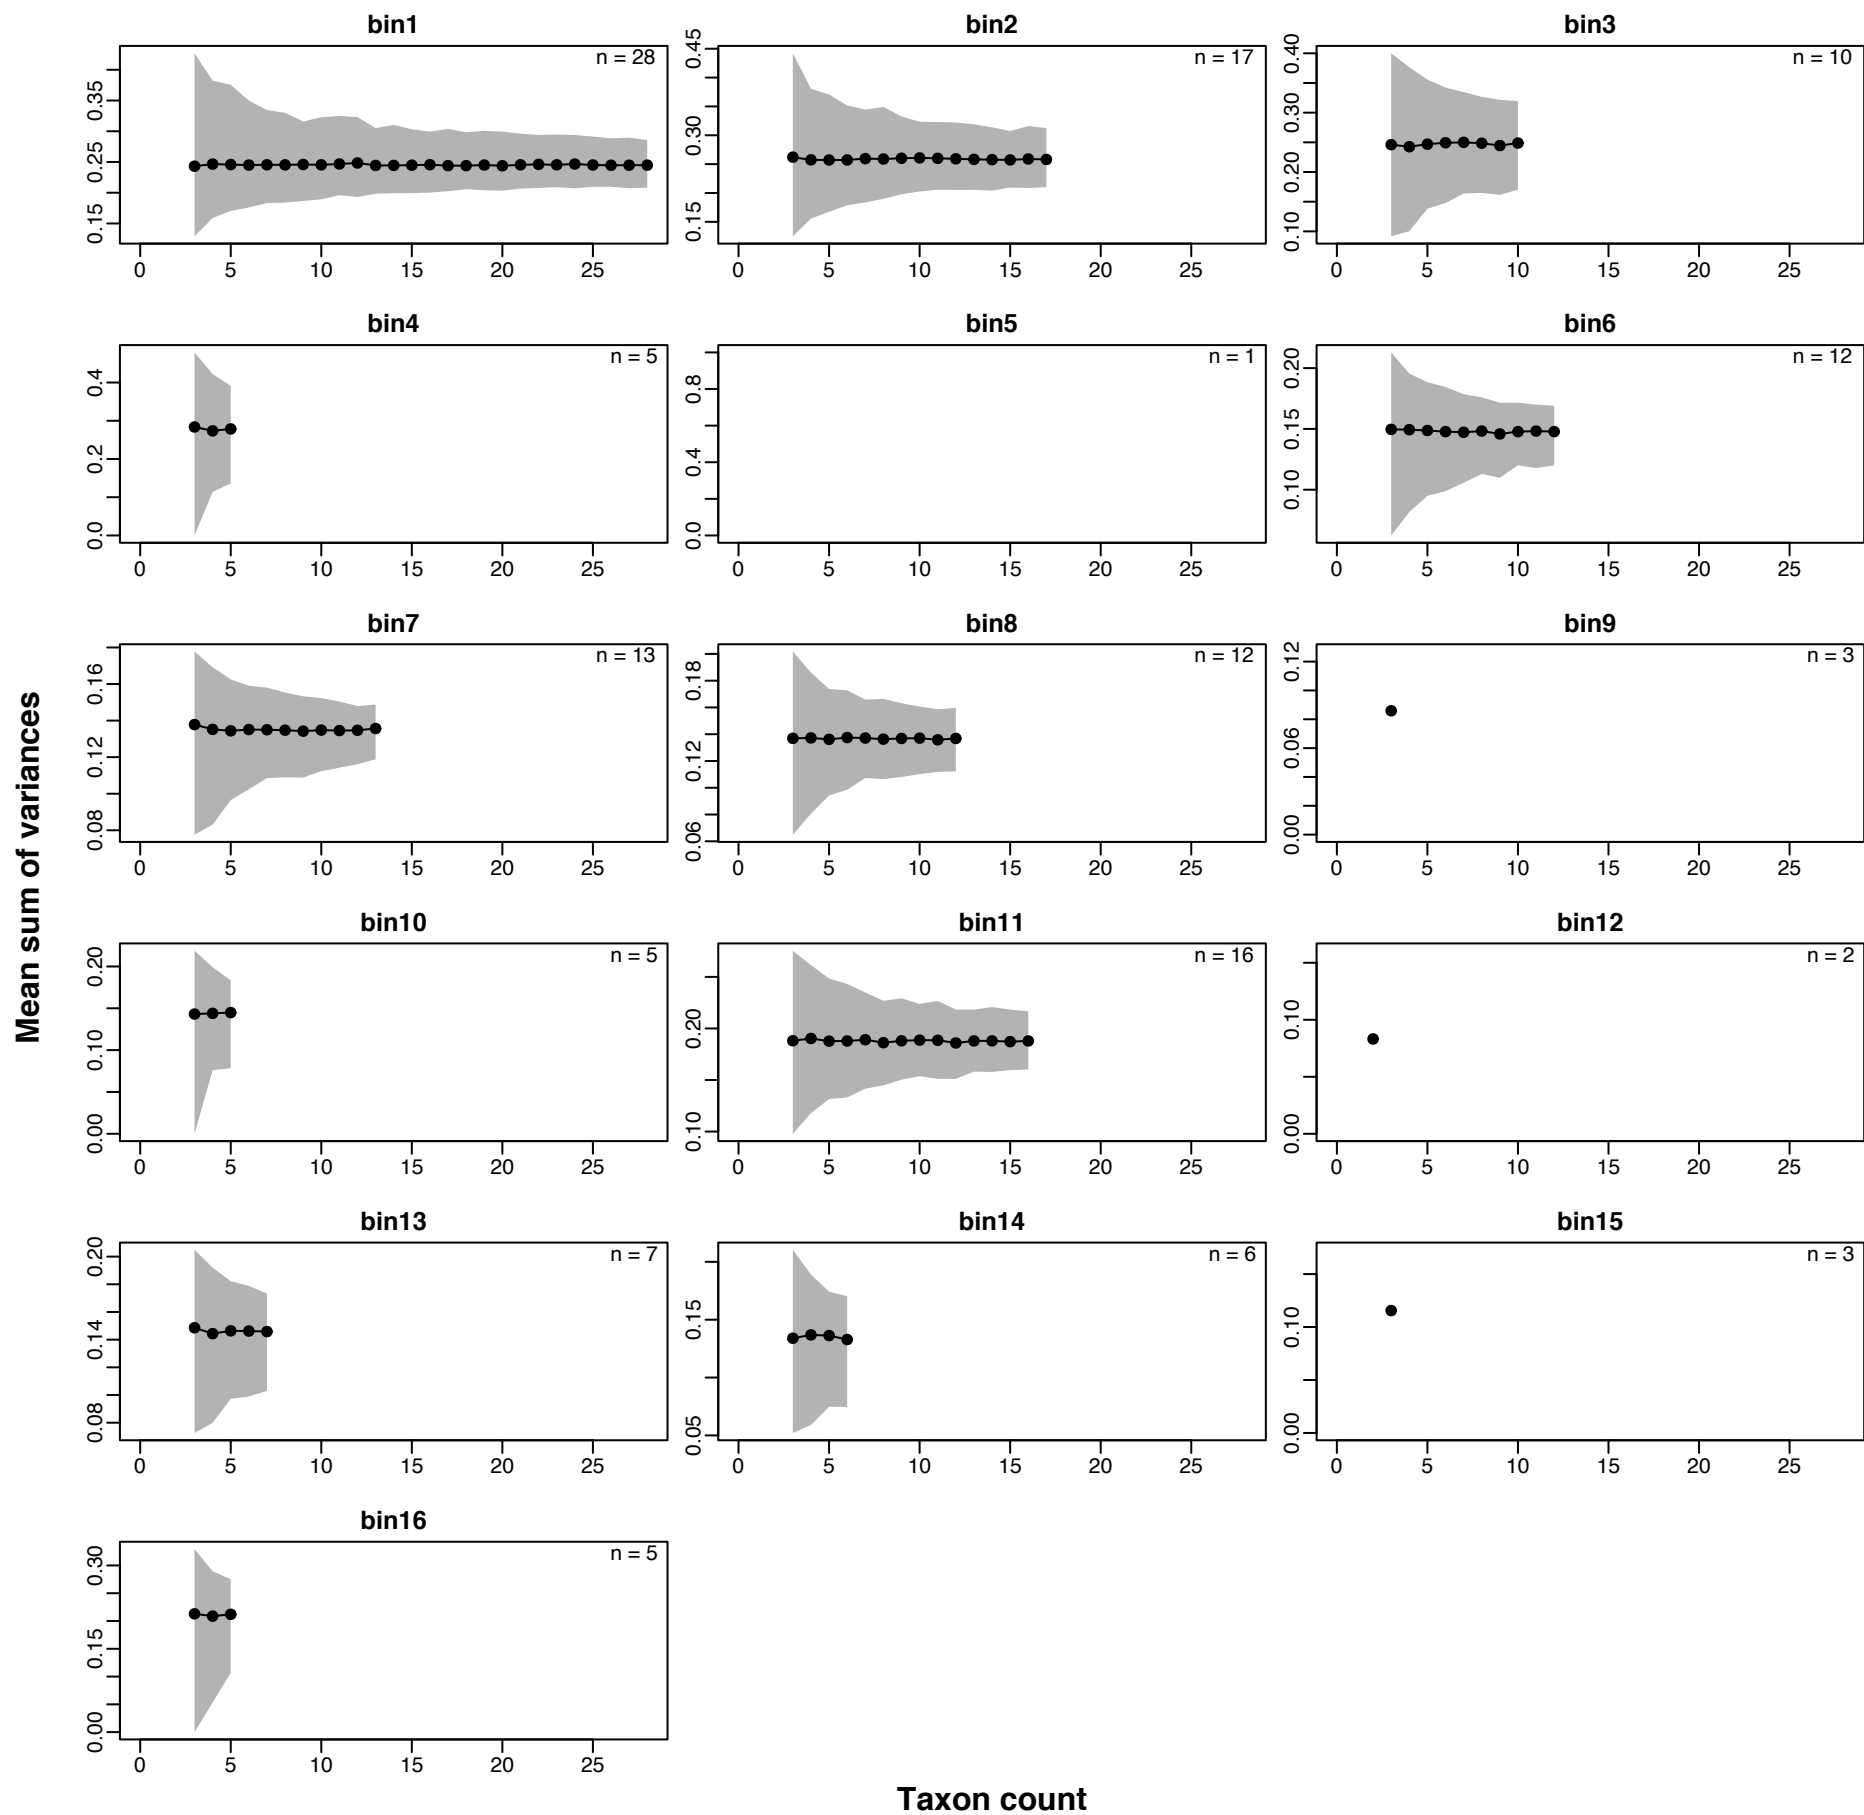 bin1 bin2 bin3
n = 28 n = 17 n = 10
0.15 0.25 0.35
0.15 0.30 0.45
0.10 0.20 0.30 0.40
0 5 10 15 20 25 0 5 10 15 20 25 0 5 10 15 20 25
bin4 bin5 bin6
n = 5 n = 1 n = 12
0.0 0.2 0.4
0.0 0.4 0.8
0.10 0.15 0.20
0 5 10 15 20 25 0 5 10 15 20 25 0 5 10 15 20 25
bin7 bin8 bin9
n = 13 n = 12 n = 3
0.08 0.12 0.16
0.06 0.12 0.18
0.00 0.06 0.12
0 5 10 15 20 25 0 5 10 15 20 25 0 5 10 15 20 25
Mean sum of variances
bin10 bin11 bin12
n = 5 n = 16 n = 2
0.00 0.10 0.20
0.10 0.20
0.00 0.10
0 5 10 15 20 25 0 5 10 15 20 25 0 5 10 15 20 25
bin13 bin14 bin15
n = 7 n = 6 n = 3
0.08 0.14 0.20
0.05 0.15
0.00 0.10
0 5 10 15 20 25 0 5 10 15 20 25 0 5 10 15 20 25
bin16
n = 5
0.00 0.15 0.30
0 5 10 15 20 25
Taxon count